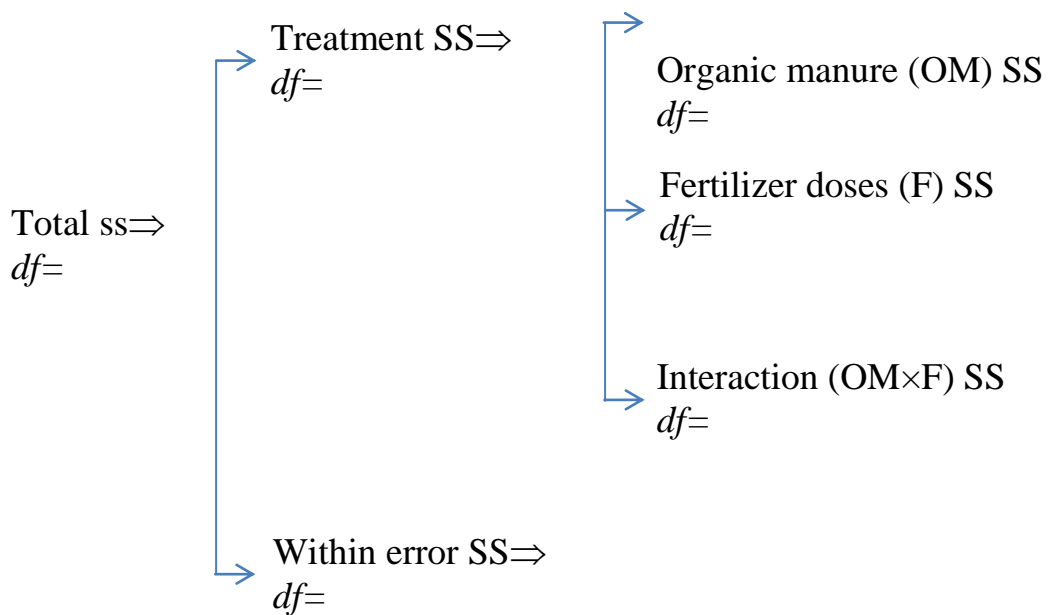 Treatment SS⇒
df=
Organic manure (OM) SS
df=
Fertilizer doses (F) SS
df=
Total ss⇒
df=
Interaction (OM×F) SS
df=
Within error SS⇒
df=